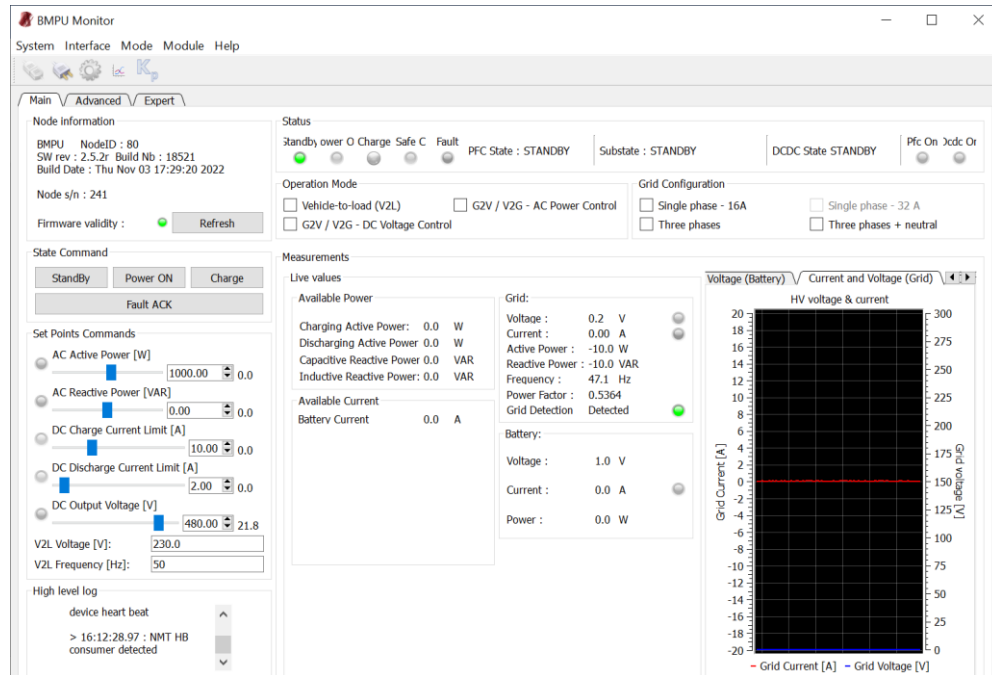 BMPU Monitor
System Interface Mode Module Help
Kp
Main Advanced Expert
Node information
BMPU NodeID : 80
SW rev : 2.5.2r Build Nb : 18521
Build Date : Thu Nov 03 17:29:20 2022
Node s/n : 241
Firmware validity : Refresh
State Command
StandBy Power ON Charge
Fault ACK
Set Points Commands
AC Active Power [W]
1000.00 0.0
AC Reactive Power [VAR]
0.00 0.0
DC Charge Current Limit [A]
10.00 0.0
DC Discharge Current Limit [A]
2.00 0.0
DC Output Voltage [V]
480.00 21.8
V2L Voltage [V]: 230.0
V2L Frequency [Hz]: 50
High level log
device heart beat
> 16:12:28.97 : NMT HB
consumer detected
Status
Standby ower O Charge Safe C Fault PFC State : STANDBY Substate : STANDBY DCDC State STANDBY Pfc On Dcdc On
Operation Mode
Vehicle-to-load (V2L) G2V / V2G - AC Power Control
G2V / V2G - DC Voltage Control
Grid Configuration
Single phase - 16A Single phase - 32 A
Three phases Three phases + neutral
Measurements
Live values
Available Power
Charging Active Power: 0.0 W
Discharging Active Power 0.0 W
Capacitive Reactive Power 0.0 VAR
Inductive Reactive Power: 0.0 VAR
Available Current
Battery Current 0.0 A
Grid:
Voltage : 0.2 V
Current : 0.00 A
Active Power : -10.0 W
Reactive Power : -10.0 VAR
Frequency : 47.1 Hz
Power Factor : 0.5364
Grid Detection Detected
Battery:
Voltage : 1.0 V
Current : 0.0 A
Power : 0.0 W
Voltage (Battery) Current and Voltage (Grid)
HV voltage & current
20 300
18
16 275
14 250
12
10 225
8
6 200
4
2 175
0 150
-2
-4 125
-6
-8 100
-10
-12 75
-14 50
-16
-18 25
-20 0
Grid Current [A]
Grid voltage [V]
Grid Current [A] Grid Voltage [V]